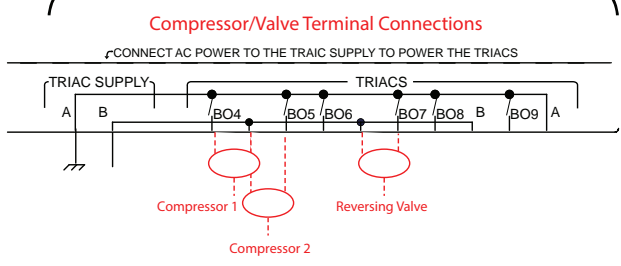 Compressor/Valve Terminal Connections
CONNECT AC POWER TO THE TRAIC SUPPLY TO POWER THE TRIACS
TRIAC SUPPLY TRIACS
A B BO4 BO5 BO6 BO7 BO8 B BO9 A
Compressor 1 Reversing Valve
Compressor 2